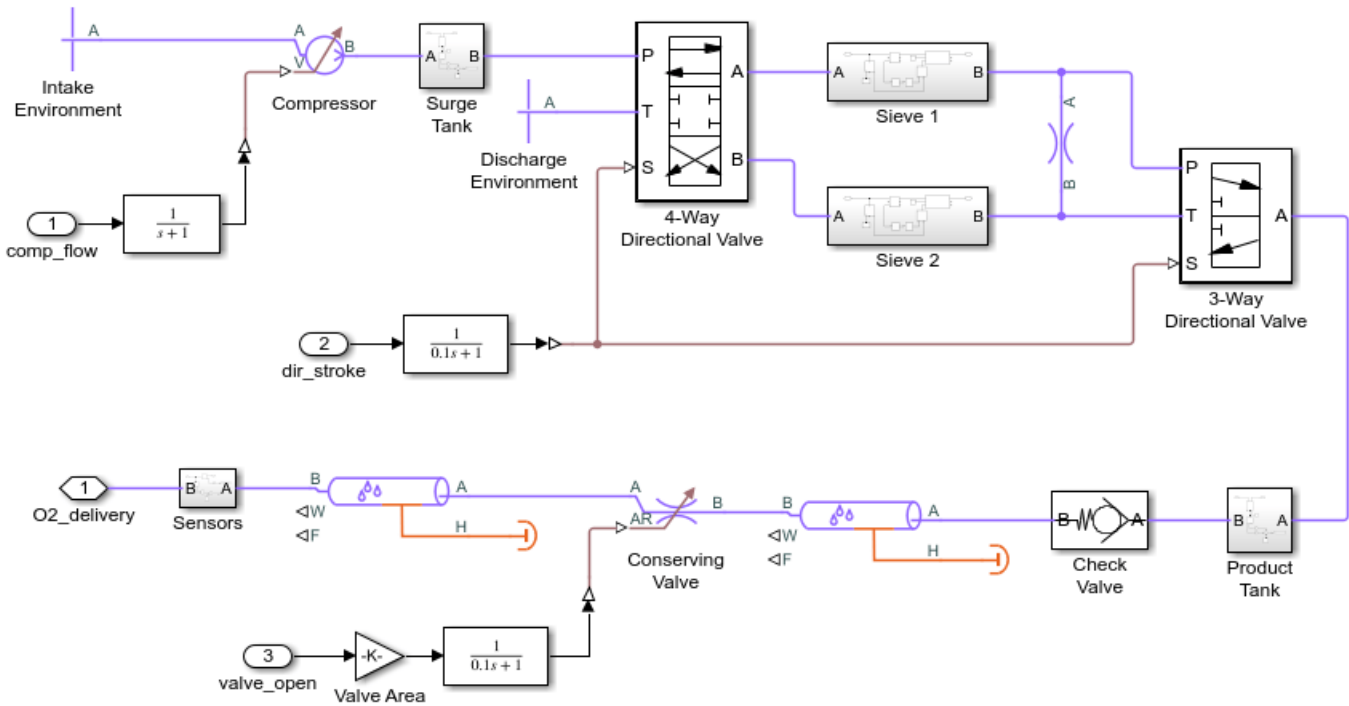 A
A
B
V
Intake
Environment
Compressor
A
B
Surge
Tank
A
Discharge
Environment
P
T
S
A
B
4-Way
Directional Valve
A
B
Sieve 1
A
B
Sieve 2
A
B
P
T
S
A
3-Way
Directional Valve
1
comp_flow
1
s + 1
2
dir_stroke
1
0.1s + 1
1
O2_delivery
B
A
Sensors
B
A
W
F
H
A
B
AR
Conserving
Valve
B
A
W
F
H
B
A
Check
Valve
B
A
Product
Tank
3
valve_open
-K-
Valve Area
1
0.1s + 1